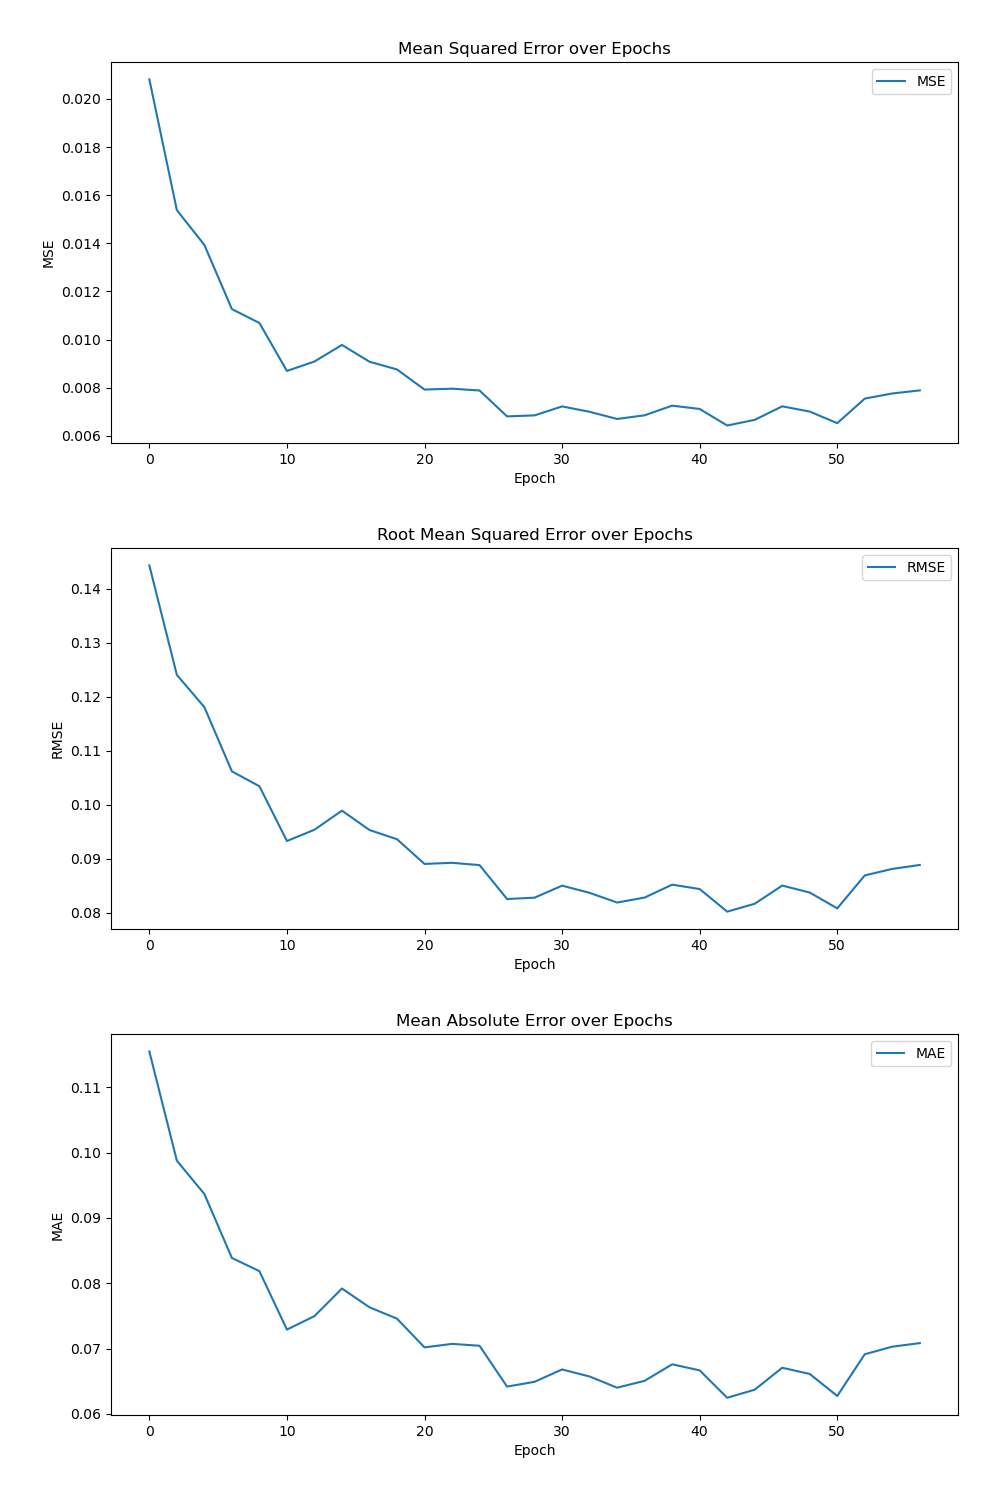 Mean Squared Error over Epochs
MSE
0.020
0.018
0.016
0.014
0.012
0.010
0.008
0.006
MSE
0 10 20 30 40 50
Epoch
Root Mean Squared Error over Epochs
RMSE
0.14
0.13
0.12
0.11
0.10
0.09
0.08
RMSE
0 10 20 30 40 50
Epoch
Mean Absolute Error over Epochs
MAE
0.11
0.10
0.09
0.08
0.07
0.06
MAE
0 10 20 30 40 50
Epoch